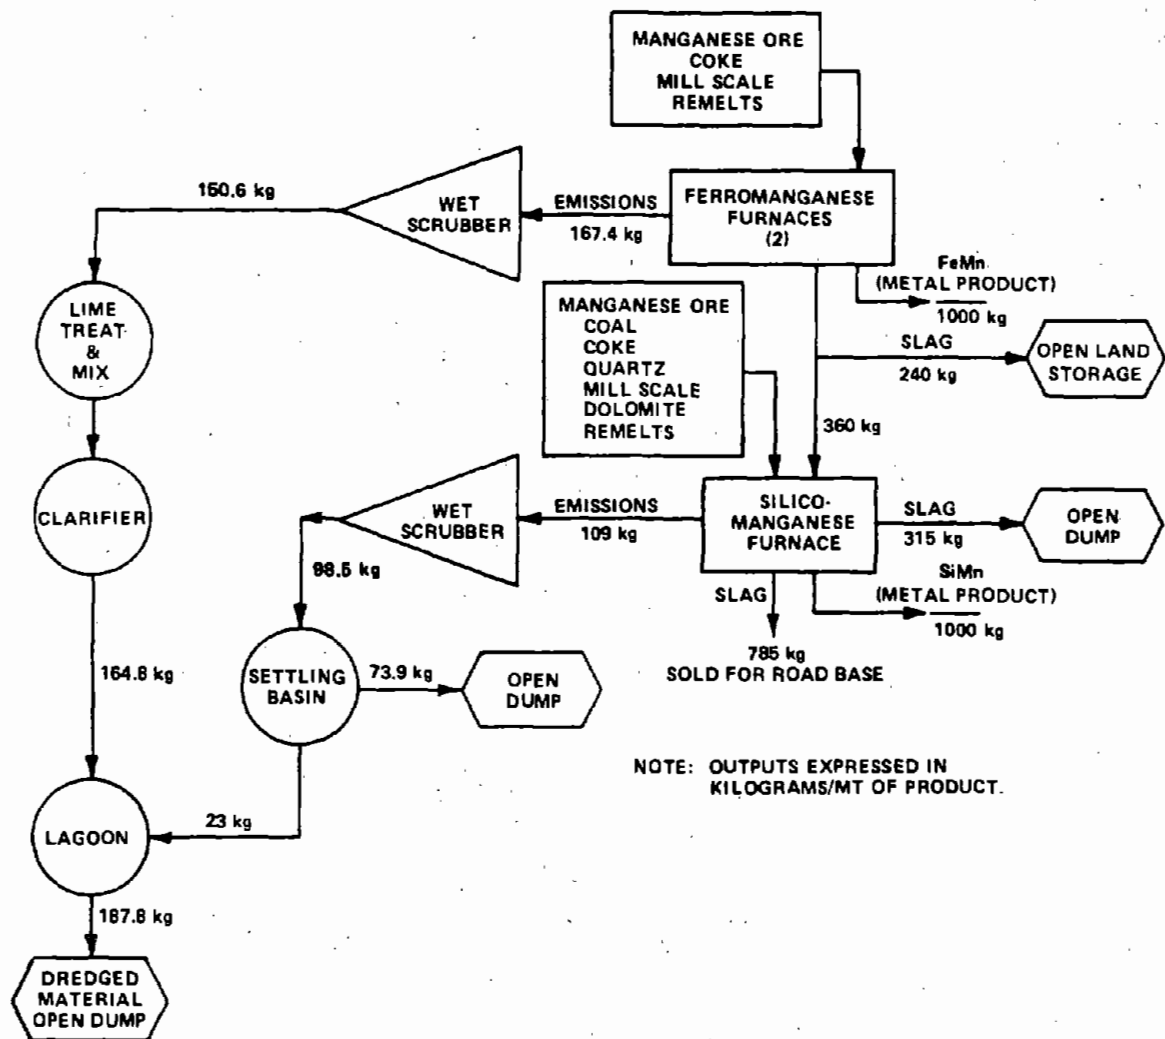 MANGANESE ORE
COKE
MILL SCALE
REMELTS
150.6 kg
WET
SCRUBBER
EMISSIONS
167.4 kg
FERROMANGANESE
FURNACES
(2)
FeMn
(METAL PRODUCT)
1000 kg
LIME
TREAT
&
MIX
MANGANESE ORE
COAL
COKE
QUARTZ
MILL SCALE
DOLOMITE
REMELTS
SLAG
240 kg
OPEN LAND
STORAGE
360 kg
CLARIFIER
WET
SCRUBBER
EMISSIONS
109 kg
SILICO-
MANGANESE
FURNACE
SLAG
315 kg
OPEN
DUMP
98.5 kg
SLAG
785 kg
SOLD FOR ROAD BASE
SiMn
(METAL PRODUCT)
1000 kg
164.8 kg
SETTLING
BASIN
73.9 kg
OPEN
DUMP
NOTE: OUTPUTS EXPRESSED IN
KILOGRAMS/MT OF PRODUCT.
LAGOON
23 kg
187.8 kg
DREDGED
MATERIAL
OPEN DUMP